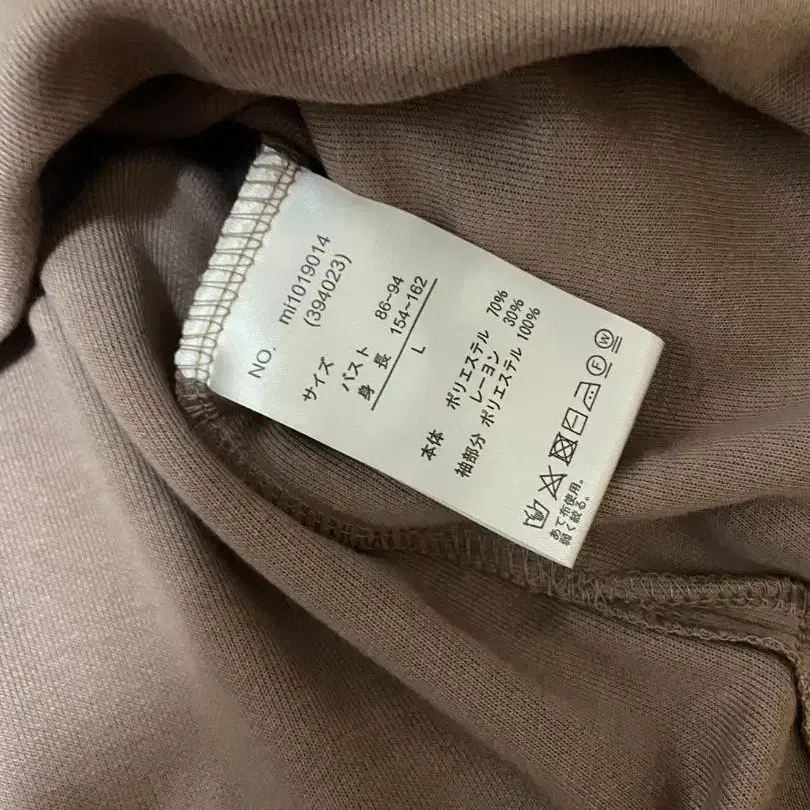 NO. mi1019014
(394023)
サイズ
バスト 86~94
身長 154~162
L
本体 ポリエステル 70%
レーヨン 30%
袖部分 ポリエステル 100%
F W
あて布使用。
弱く絞る。